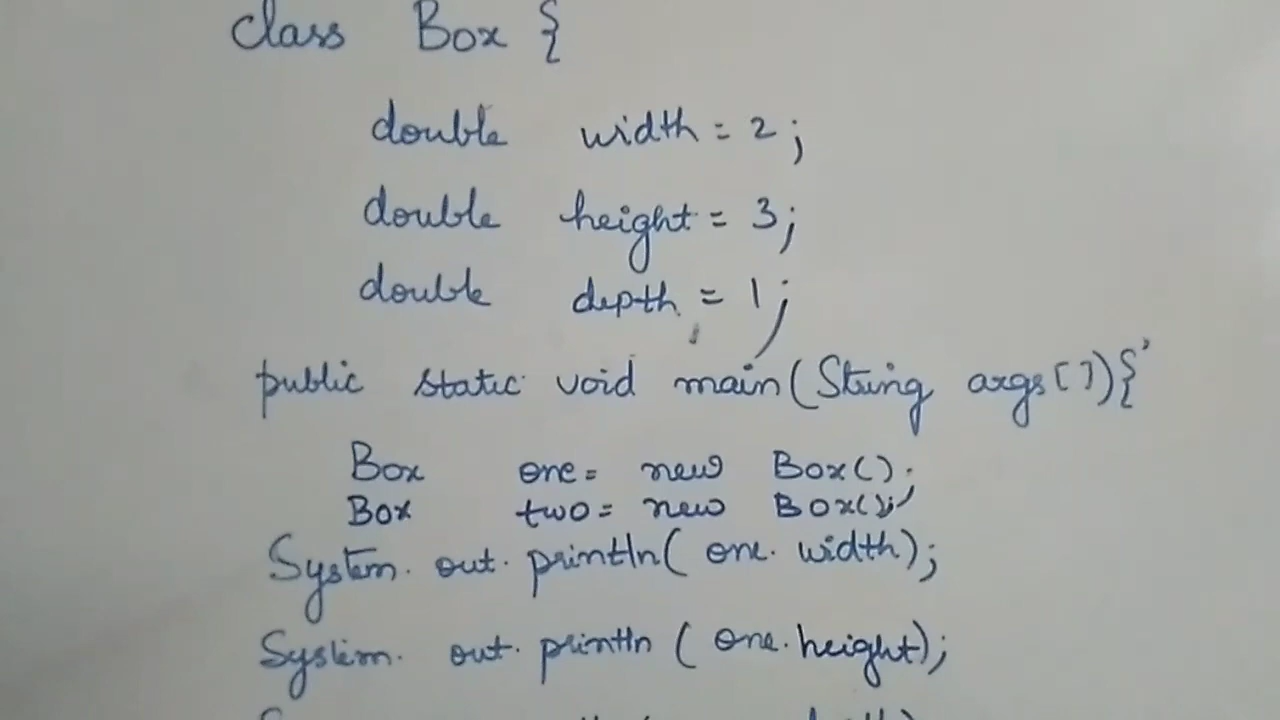 class Box {
double width = 2;
double height = 3;
double depth = 1;
public static void main(String args[]){
Box one = new Box();
Box two = new Box();
System.out.println(one.width);
System.out.println(one.height);